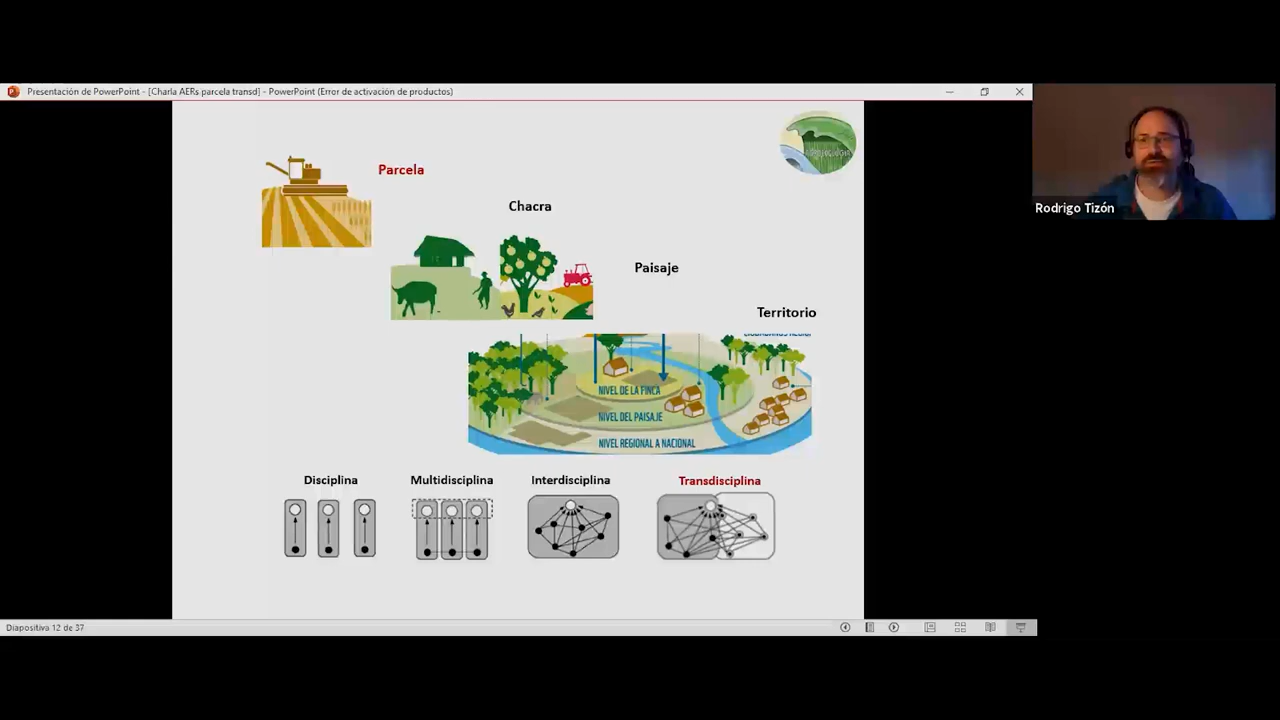 Presentación de PowerPoint - [Charla AERs parcela transd] - PowerPoint (Error de activación de productos)
Parcela
Chacra
Paisaje
Territorio
NIVEL DE LA FINCA
NIVEL DEL PAISAJE
NIVEL REGIONAL A NACIONAL
Disciplina
Multidisciplina
Interdisciplina
Transdisciplina
Diapositiva 12 de 37
Rodrigo Tizón